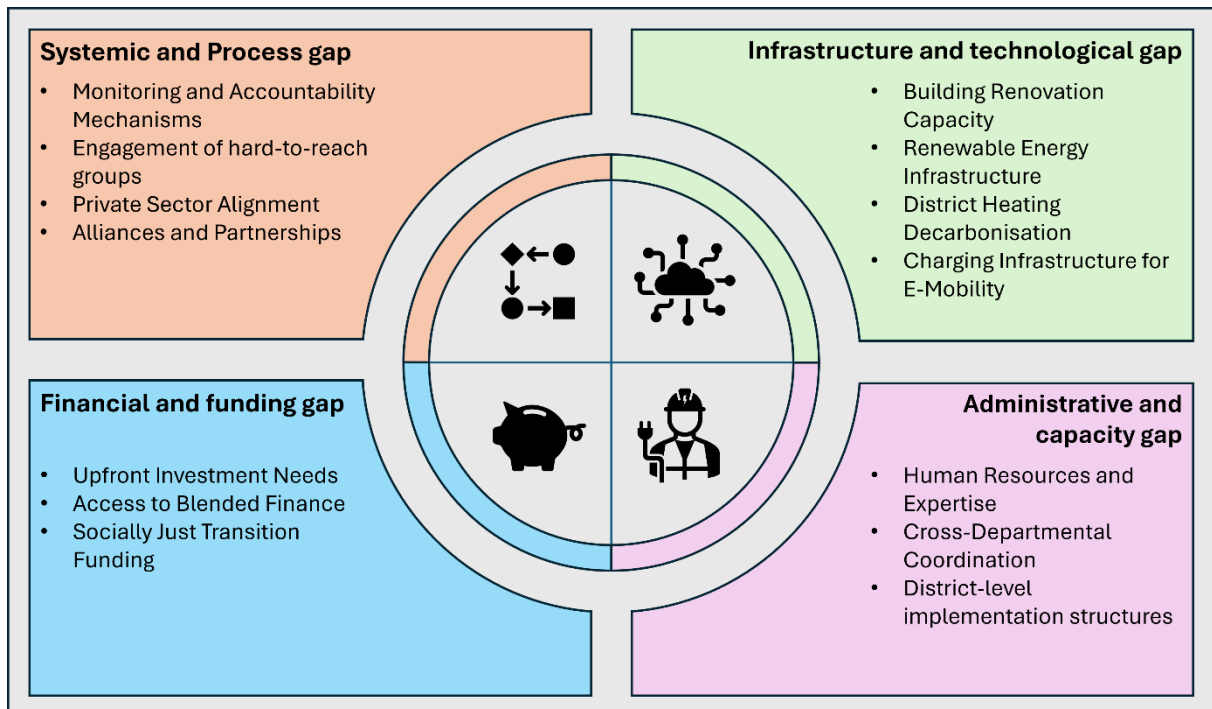 Systemic and Process gap
• Monitoring and Accountability
Mechanisms
• Engagement of hard-to-reach
groups
• Private Sector Alignment
• Alliances and Partnerships
Infrastructure and technological gap
• Building Renovation
Capacity
• Renewable Energy
Infrastructure
• District Heating
Decarbonisation
• Charging Infrastructure for
E-Mobility
Financial and funding gap
• Upfront Investment Needs
• Access to Blended Finance
• Socially Just Transition
Funding
Administrative and
capacity gap
• Human Resources and
Expertise
• Cross-Departmental
Coordination
• District-level
implementation structures